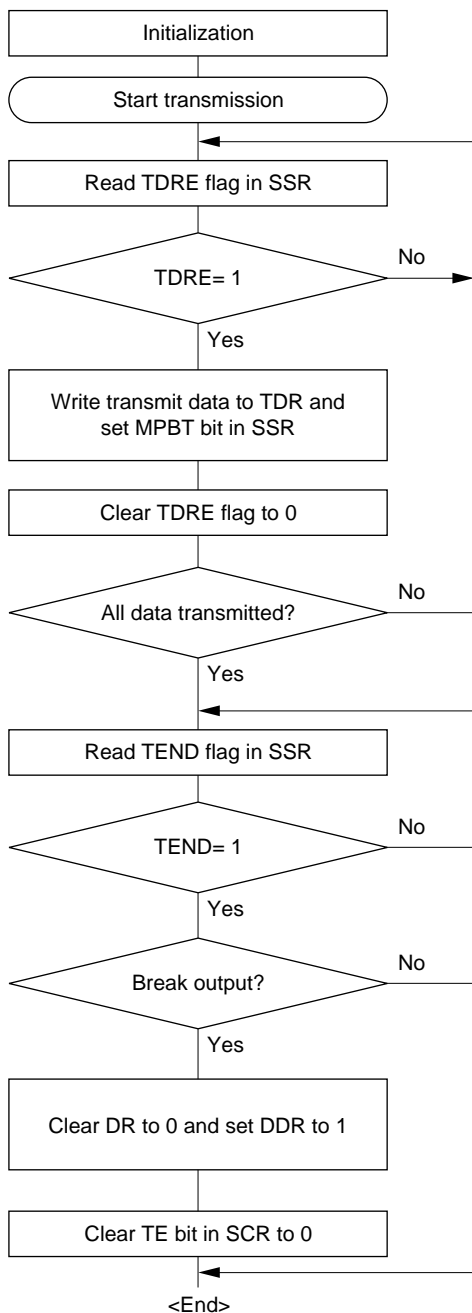 Initialization
Start transmission
Read TDRE flag in SSR
No
TDRE= 1
Yes
Write transmit data to TDR and
set MPBT bit in SSR
Clear TDRE flag to 0
No
All data transmitted?
Yes
Read TEND flag in SSR
No
TEND= 1
Yes
No
Break output?
Yes
Clear DR to 0 and set DDR to 1
Clear TE bit in SCR to 0
<End>